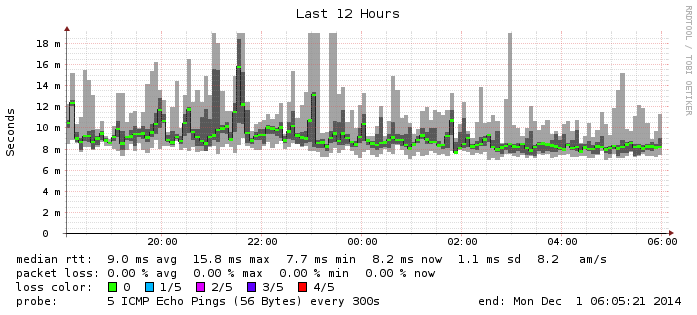 Last 12 Hours
RRDTOOL / TOBI OETIKER
Seconds
18 m
16 m
14 m
12 m
10 m
8 m
6 m
4 m
2 m
0
20:00 22:00 00:00 02:00 04:00 06:00
median rtt: 9.0 ms avg 15.8 ms max 7.7 ms min 8.2 ms now 1.1 ms sd 8.2 am/s
packet loss: 0.00 % avg 0.00 % max 0.00 % min 0.00 % now
loss color: 0 1/5 2/5 3/5 4/5
probe: 5 ICMP Echo Pings (56 Bytes) every 300s end: Mon Dec 1 06:05:21 2014